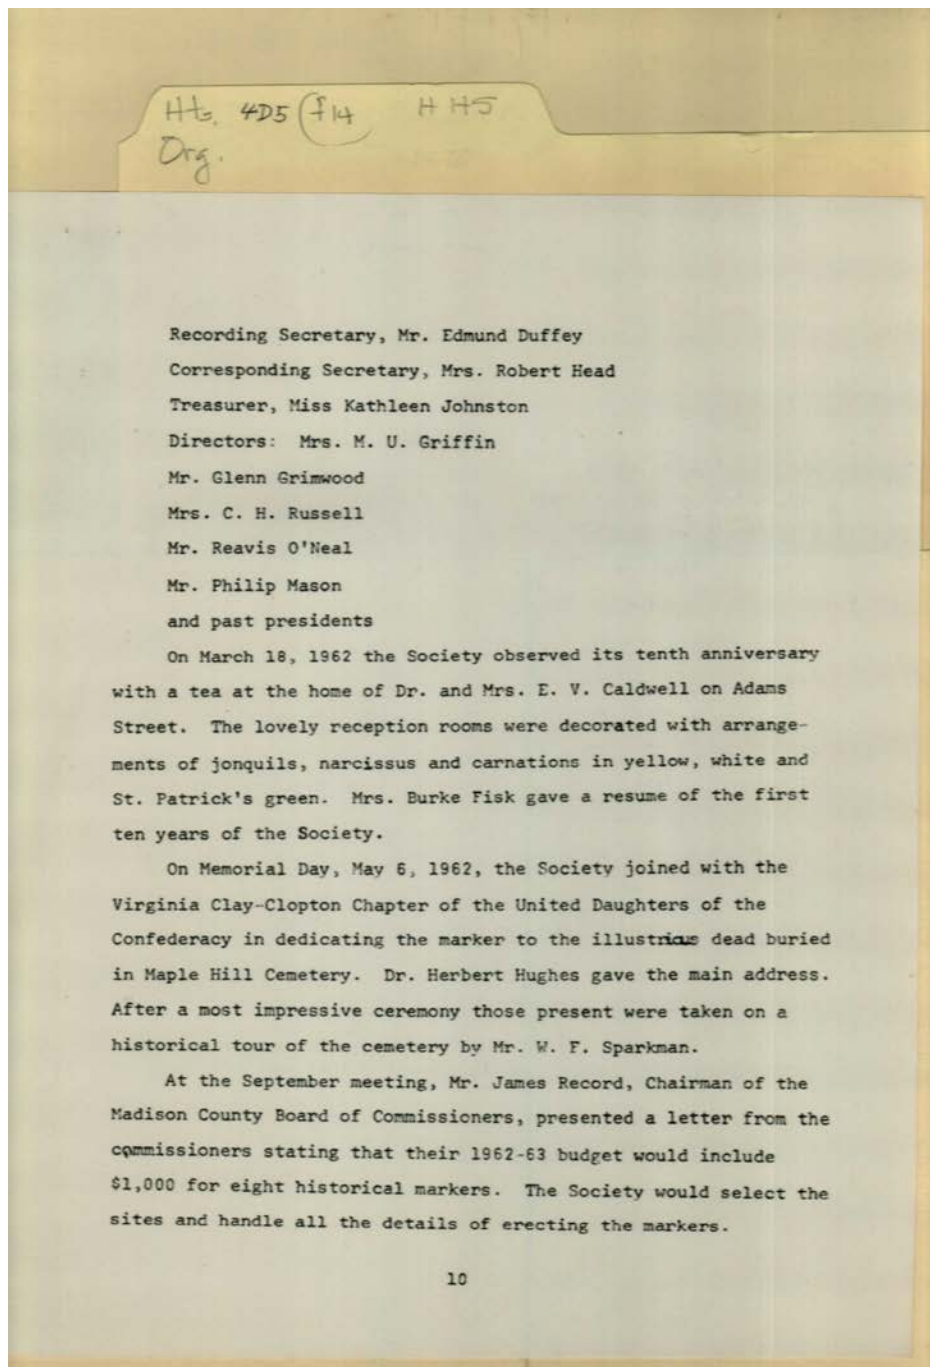 Hts. 4D5 (f14 H H5
Org.
Recording Secretary, Mr. Edmund Duffey
Corresponding Secretary, Mrs. Robert Head
Treasurer, Miss Kathleen Johnston
Directors: Mrs. M. U. Griffin
Mr. Glenn Grimwood
Mrs. C. H. Russell
Mr. Reavis O'Neal
Mr. Philip Mason
and past presidents
On March 18, 1962 the Society observed its tenth anniversary
with a tea at the home of Dr. and Mrs. E. V. Caldwell on Adams
Street. The lovely reception rooms were decorated with arrange-
ments of jonquils, narcissus and carnations in yellow, white and
St. Patrick's green. Mrs. Burke Fisk gave a resume of the first
ten years of the Society.
On Memorial Day, May 6, 1962, the Society joined with the
Virginia Clay-Clopton Chapter of the United Daughters of the
Confederacy in dedicating the marker to the illustrious dead buried
in Maple Hill Cemetery. Dr. Herbert Hughes gave the main address.
After a most impressive ceremony those present were taken on a
historical tour of the cemetery by Mr. W. F. Sparkman.
At the September meeting, Mr. James Record, Chairman of the
Madison County Board of Commissioners, presented a letter from the
commissioners stating that their 1962-63 budget would include
$1,000 for eight historical markers. The Society would select the
sites and handle all the details of erecting the markers.
10